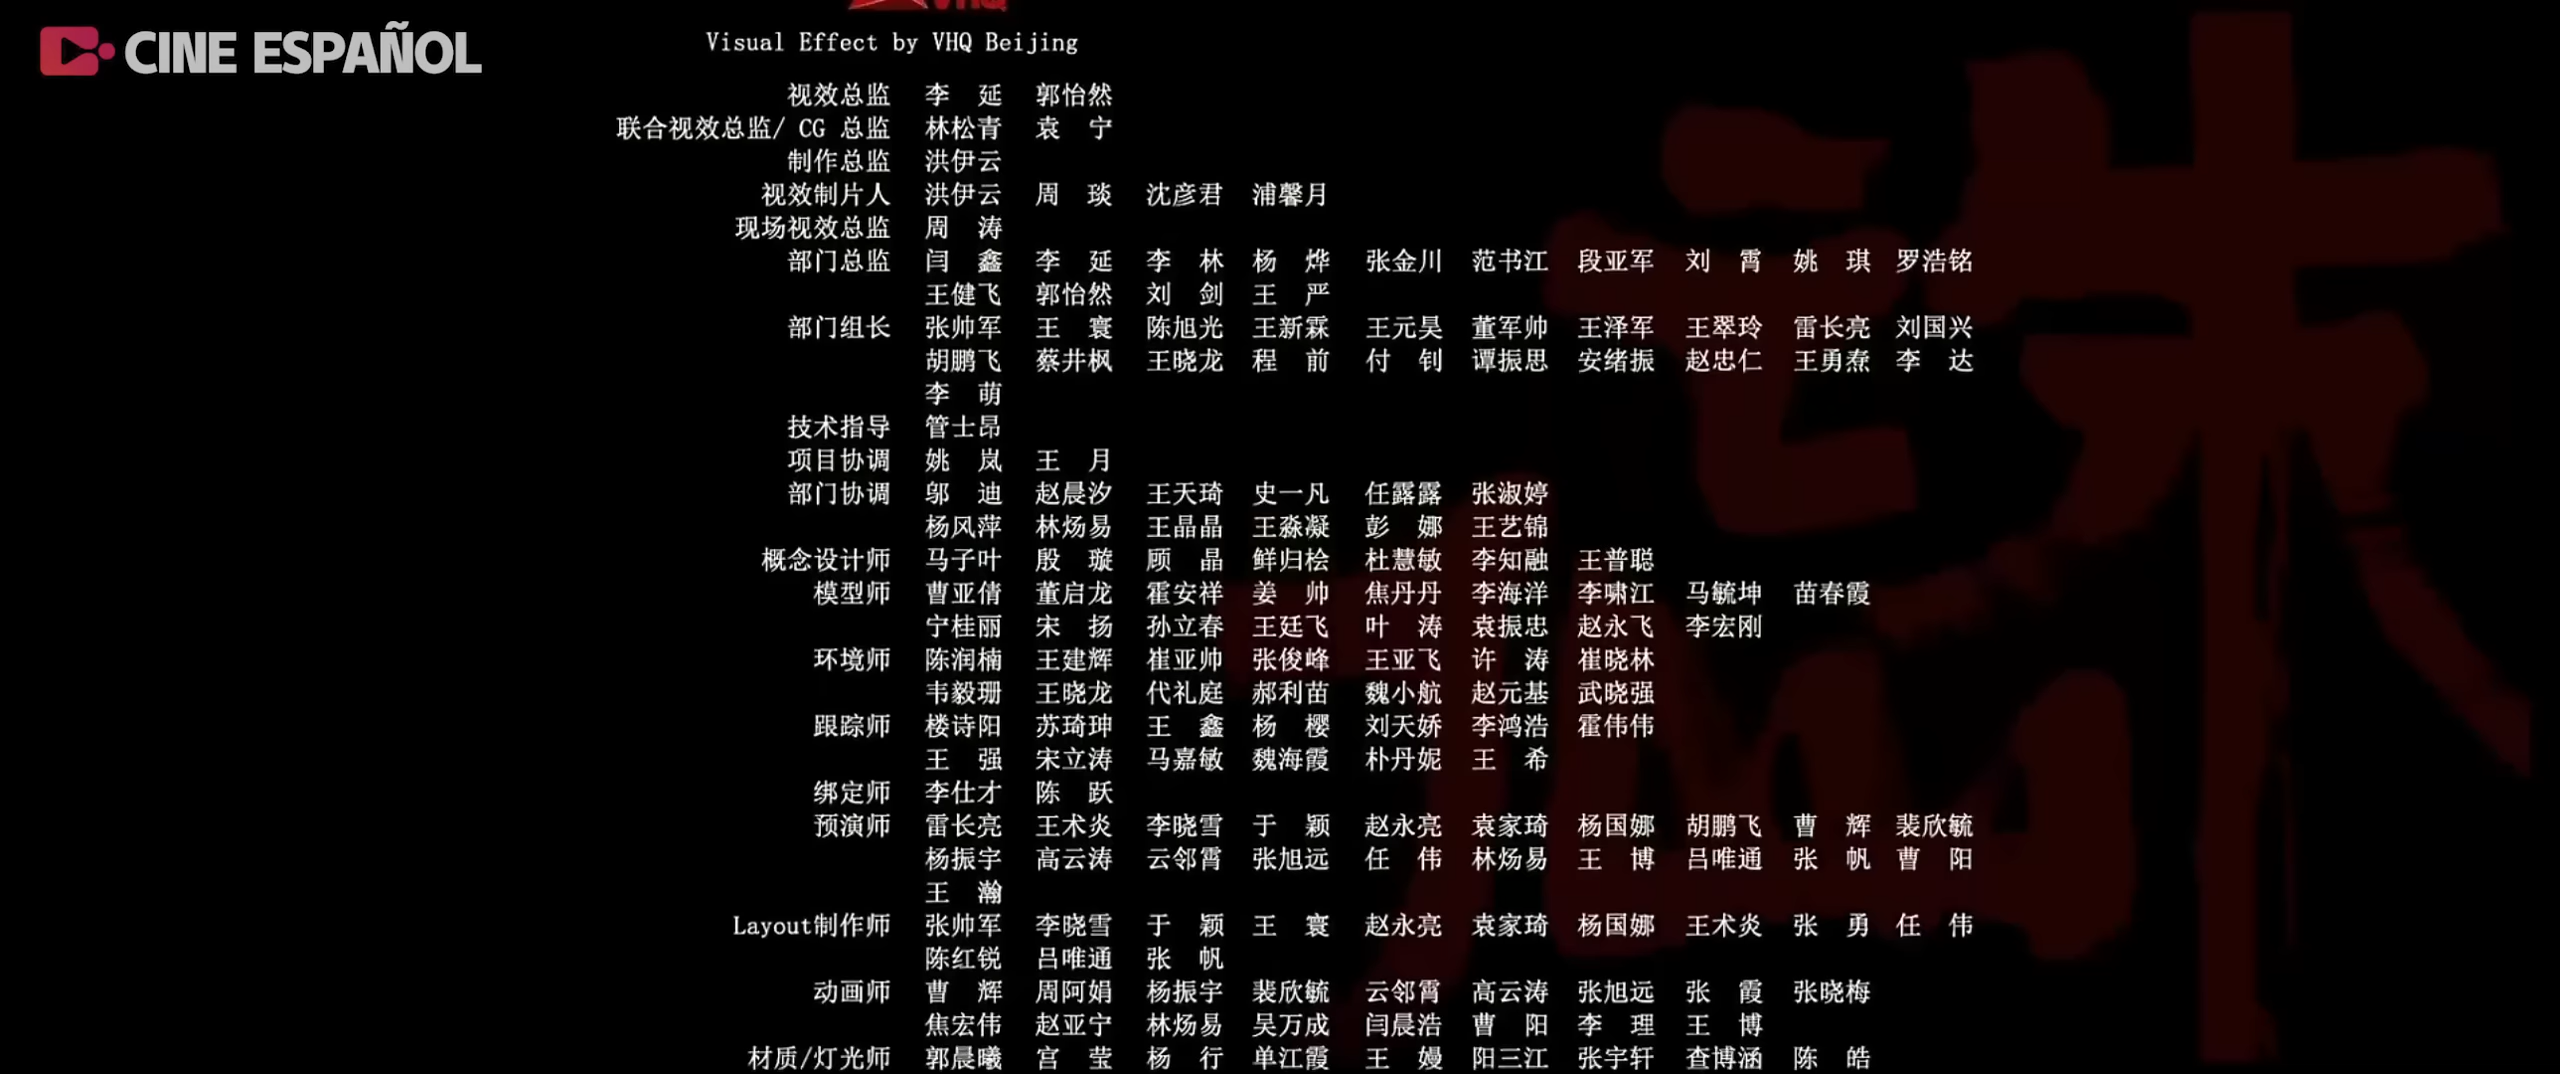 VHQ
CINE ESPAÑOL
Visual Effect by VHQ Beijing
视效总监 李 延 郭怡然
联合视效总监/ CG 总监 林松青 袁 宁
制作总监 洪伊云
视效制片人 洪伊云 周 琰 沈彦君 浦馨月
现场视效总监 周 涛
部门总监 闫 鑫 李 延 李 林 杨 烨 张金川 范书江 段亚军 刘 霄 姚 琪 罗浩铭
王健飞 郭怡然 刘 剑 王 严
部门组长 张帅军 王 寰 陈旭光 王新霖 王元昊 董军帅 王泽军 王翠玲 雷长亮 刘国兴
胡鹏飞 蔡井枫 王晓龙 程 前 付 钊 谭振思 安绪振 赵忠仁 王勇焘 李 达
李 萌
技术指导 管士昂
项目协调 姚 岚 王 月
部门协调 邬 迪 赵晨汐 王天琦 史一凡 任露露 张淑婷
杨风萍 林炀易 王晶晶 王淼凝 彭 娜 王艺锦
概念设计师 马子叶 殷 璇 顾 晶 鲜归桧 杜慧敏 李知融 王普聪
模型师 曹亚倩 董启龙 霍安祥 姜 帅 焦丹丹 李海洋 李啸江 马毓坤 苗春霞
宁桂丽 宋 扬 孙立春 王廷飞 叶 涛 袁振忠 赵永飞 李宏刚
环境师 陈润楠 王建辉 崔亚帅 张俊峰 王亚飞 许 涛 崔晓林
韦毅珊 王晓龙 代礼庭 郝利苗 魏小航 赵元基 武晓强
跟踪师 楼诗阳 苏琦珅 王 鑫 杨 樱 刘天娇 李鸿浩 霍伟伟
王 强 宋立涛 马嘉敏 魏海霞 朴丹妮 王 希
绑定师 李仕才 陈 跃
预演师 雷长亮 王术炎 李晓雪 于 颖 赵永亮 袁家琦 杨国娜 胡鹏飞 曹 辉 裴欣毓
杨振宇 高云涛 云邻霄 张旭远 任 伟 林炀易 王 博 吕唯通 张 帆 曹 阳
王 瀚
Layout制作师 张帅军 李晓雪 于 颖 王 寰 赵永亮 袁家琦 杨国娜 王术炎 张 勇 任 伟
陈红锐 吕唯通 张 帆
动画师 曹 辉 周阿娟 杨振宇 裴欣毓 云邻霄 高云涛 张旭远 张 霞 张晓梅
焦宏伟 赵亚宁 林炀易 吴万成 闫晨浩 曹 阳 李 理 王 博
材质/灯光师 郭晨曦 宫 莹 杨 行 单江霞 王 嫚 阳三江 张宇轩 查博涵 陈 皓